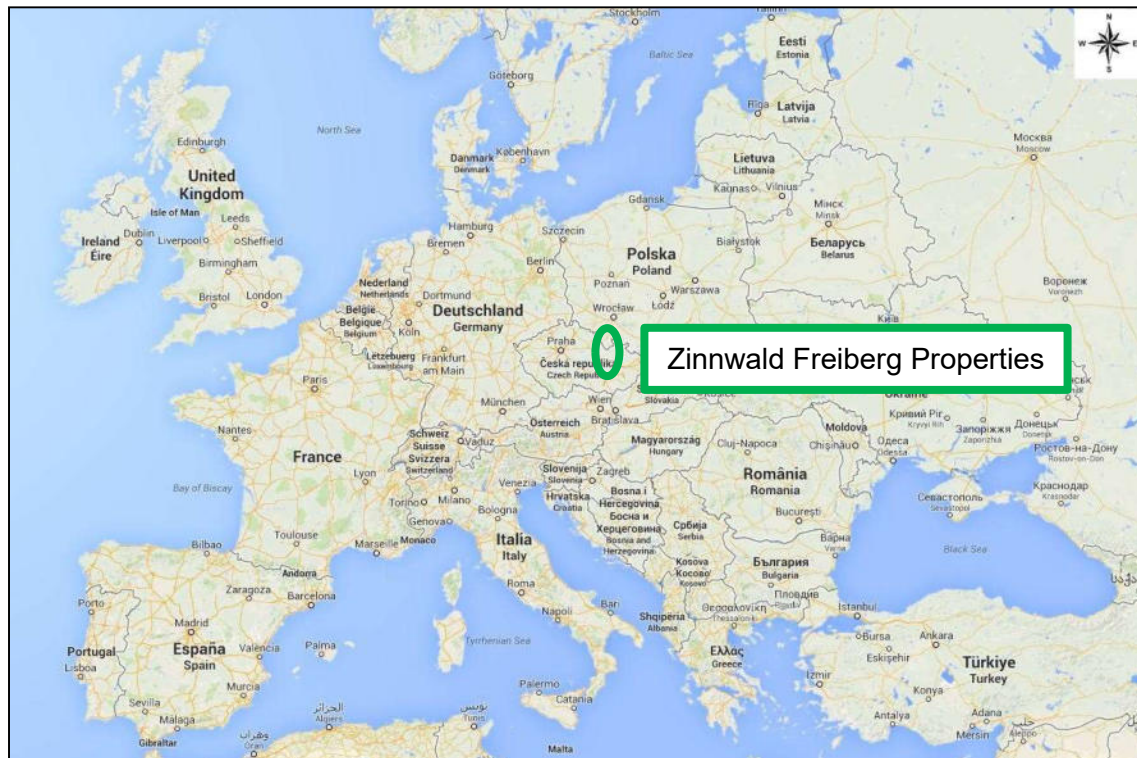 Stockholm
Tallinn
N
W
E
S
Eesti
Estonia
Baltic Sea
Göteborg
Rīga
Latvija
Latvia
North Sea
Edinburgh
Москва
Moscow
Danmark
Denmark
København
Lietuva
Lithuania
Kaunas
Vilnius
United
Kingdom
Isle of Man
Leeds
Gdańsk
Мінск
Minsk
Ireland
Éire
Dublin
Liverpool
Sheffield
Hamburg
Szczecin
Białystok
Беларусь
Belarus
Bremen
Birmingham
Berlin
Polska
Poland
Poznan
Warszawa
Воронеж
Voronezh
Nederland
Netherlands
Bristol
London
Dortmund
Deutschland
Germany
Wrocław
Łódź
België
Belgique
Belgium
Köln
Київ
Praha
Zinnwald Freiberg Properties
Lëtzebuerg
Luxembourg
Frankfurt
am Main
Česká republika
Czech Republic
Paris
Slovakia
Ukraine
München
Wien
Bratislava
Österreich
Austria
Кривий Ріг
Kryvyi Rih
Запоріжжя
Zaporizhia
Донецьк
Donetsk
Nantes
Schweiz
Suisse
Svizzera
Switzerland
Vaduz
Magyarország
Hungary
Cluj-Napoca
Moldova
Chișinău
Одеса
Odessa
Ростов-на-Дону
Rostov-on-Don
France
Slovenija
Slovenia
Zagreb
Lyon
Venezia
Hrvatska
Croatia
România
Romania
Краснодар
Krasnodar
Bay of Biscay
Torino
Milano
Bosna i
Hercegovina
Босна и
Херцеговина
Bosnia and
Herzegovina
Севастополь
Sevastopol
Bologna
Genova
București
Србија
Serbia
Toulouse
Marseille
Monaco
Italia
Italy
Варна
Varna
Black Sea
Bilbao
Kosova
Косово
Kosovo
България
Bulgaria
Andorra
Zaragoza
Barcelona
Roma
Пловдив
Porto
Napoli
Bari
Shqipëria
Albania
Θεσσαλονίκη
Thessaloniki
Istanbul
Madrid
España
Spain
Tyrrhenian Sea
Bursa
Ankara
Portugal
Lisboa
Lisbon
Valencia
Palma
Ελλάς
Greece
Eskişehir
Türkiye
Turkey
Izmir
Murcia
Palermo
Catania
Konya
Sevilla
Málaga
Antalya
Adana
Mersin
Gibraltar
الجزائر
Algiers
تونس
Tunis
وهران
Oran
Malta
حلب
Aleppo